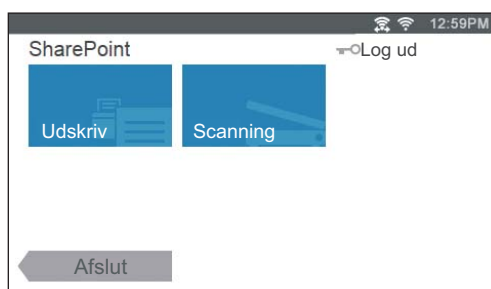 12:59PM
SharePoint
Log ud
Udskriv
Scanning
Afslut